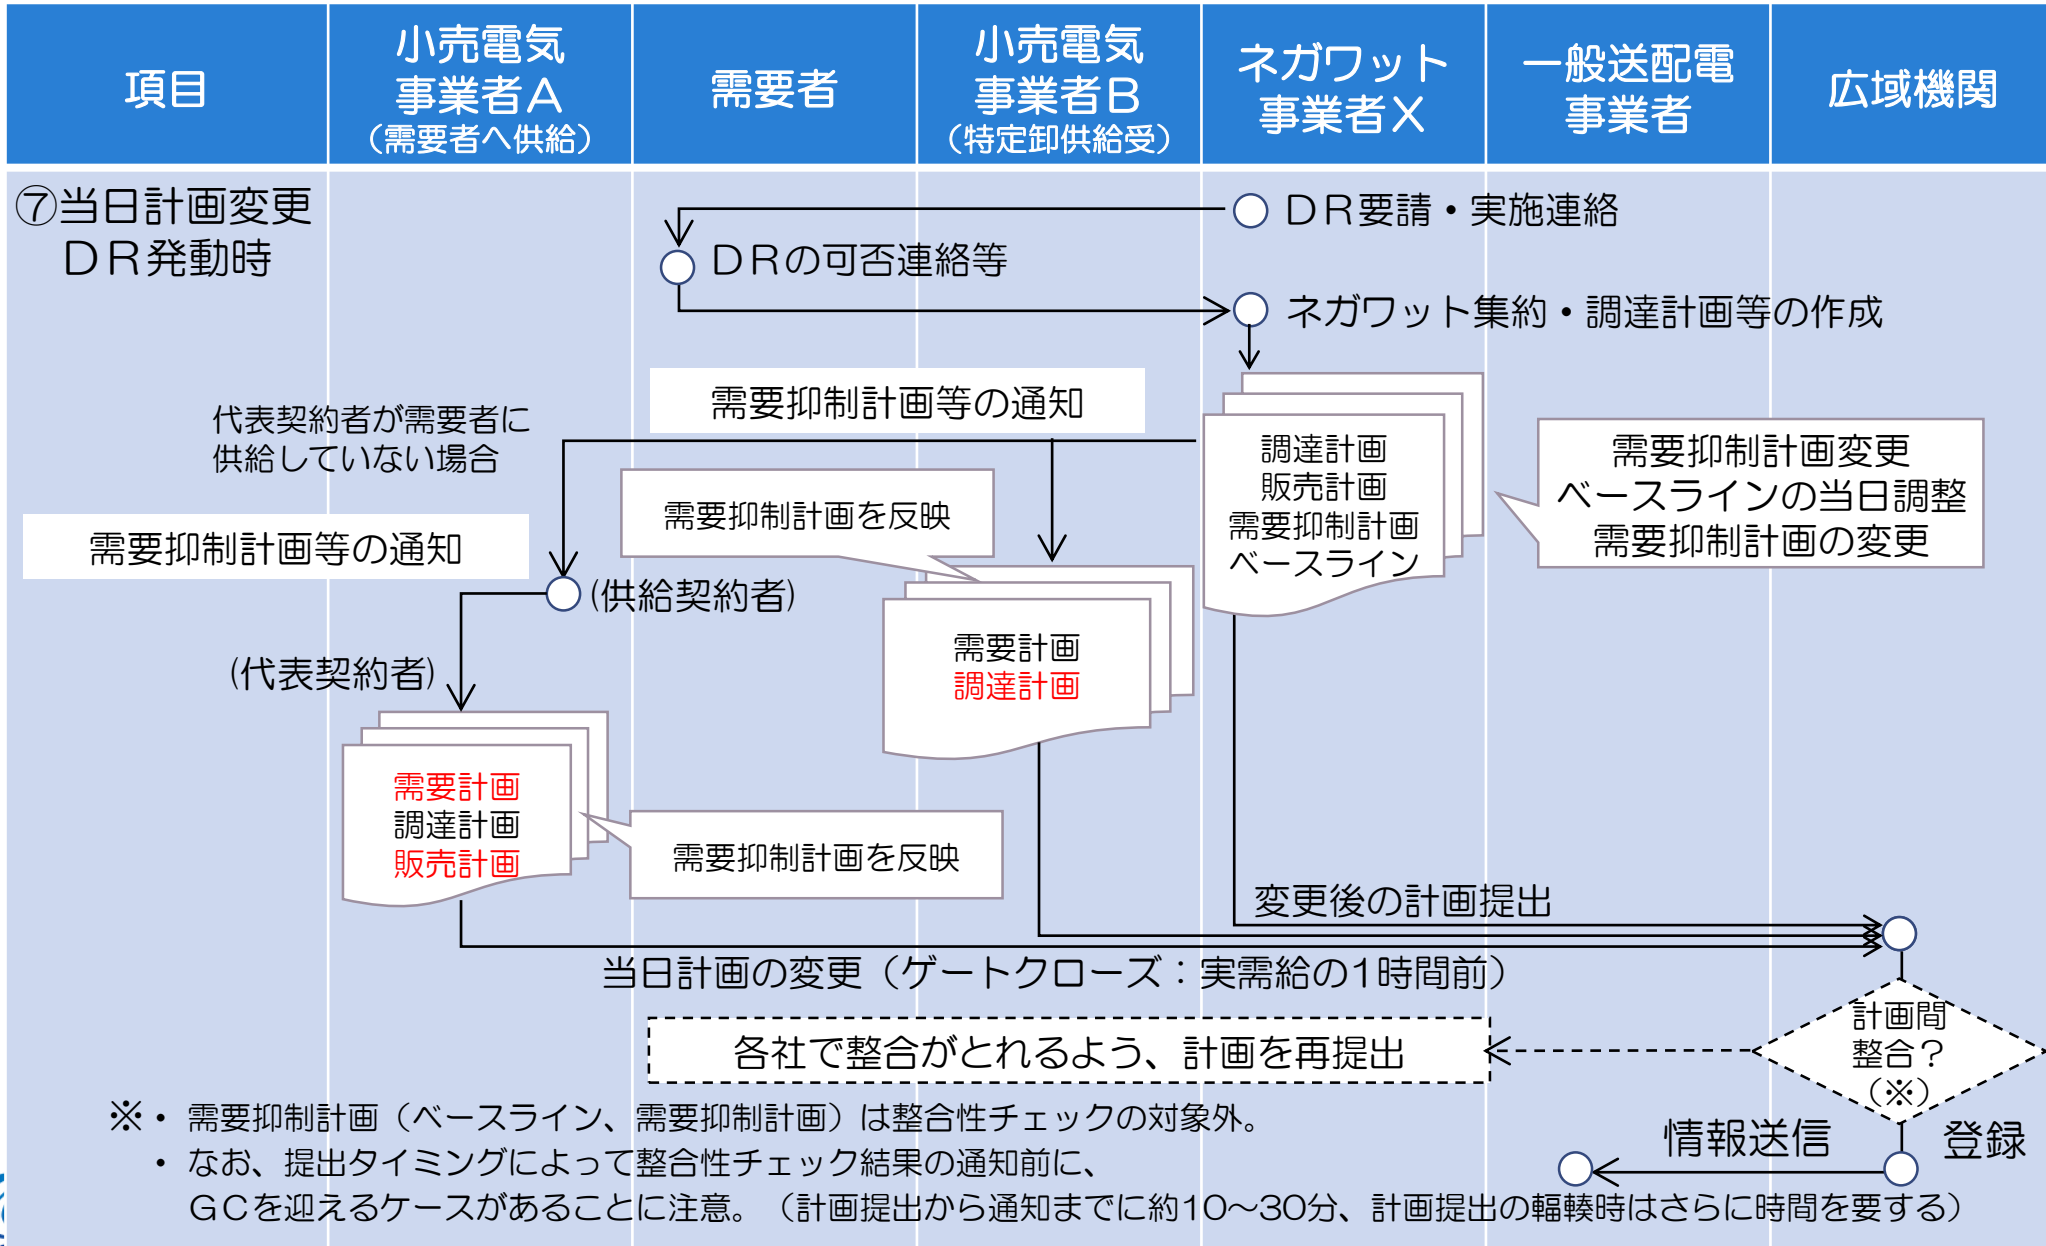 項目
小売電気
事業者A
（需要者へ供給）
需要者
小売電気
事業者B
（特定卸供給受）
ネガワット
事業者X
一般送配電
事業者
広域機関
⑦当日計画変更
DR発動時
DR要請・実施連絡
DRの可否連絡等
ネガワット集約・調達計画等の作成
需要抑制計画等の通知
代表契約者が需要者に
供給していない場合
調達計画
販売計画
需要抑制計画
ベースライン
需要抑制計画変更
ベースラインの当日調整
需要抑制計画の変更
需要抑制計画を反映
需要抑制計画等の通知
(供給契約者)
需要計画
調達計画
(代表契約者)
需要計画
調達計画
販売計画
需要抑制計画を反映
変更後の計画提出
当日計画の変更（ゲートクローズ：実需給の1時間前）
計画間
整合？
（※）
各社で整合がとれるよう、計画を再提出
※・ 需要抑制計画（ベースライン、需要抑制計画）は整合性チェックの対象外。
情報送信
登録
・ なお、提出タイミングによって整合性チェック結果の通知前に、
GCを迎えるケースがあることに注意。（計画提出から通知までに約10～30分、計画提出の輻輳時はさらに時間を要する）